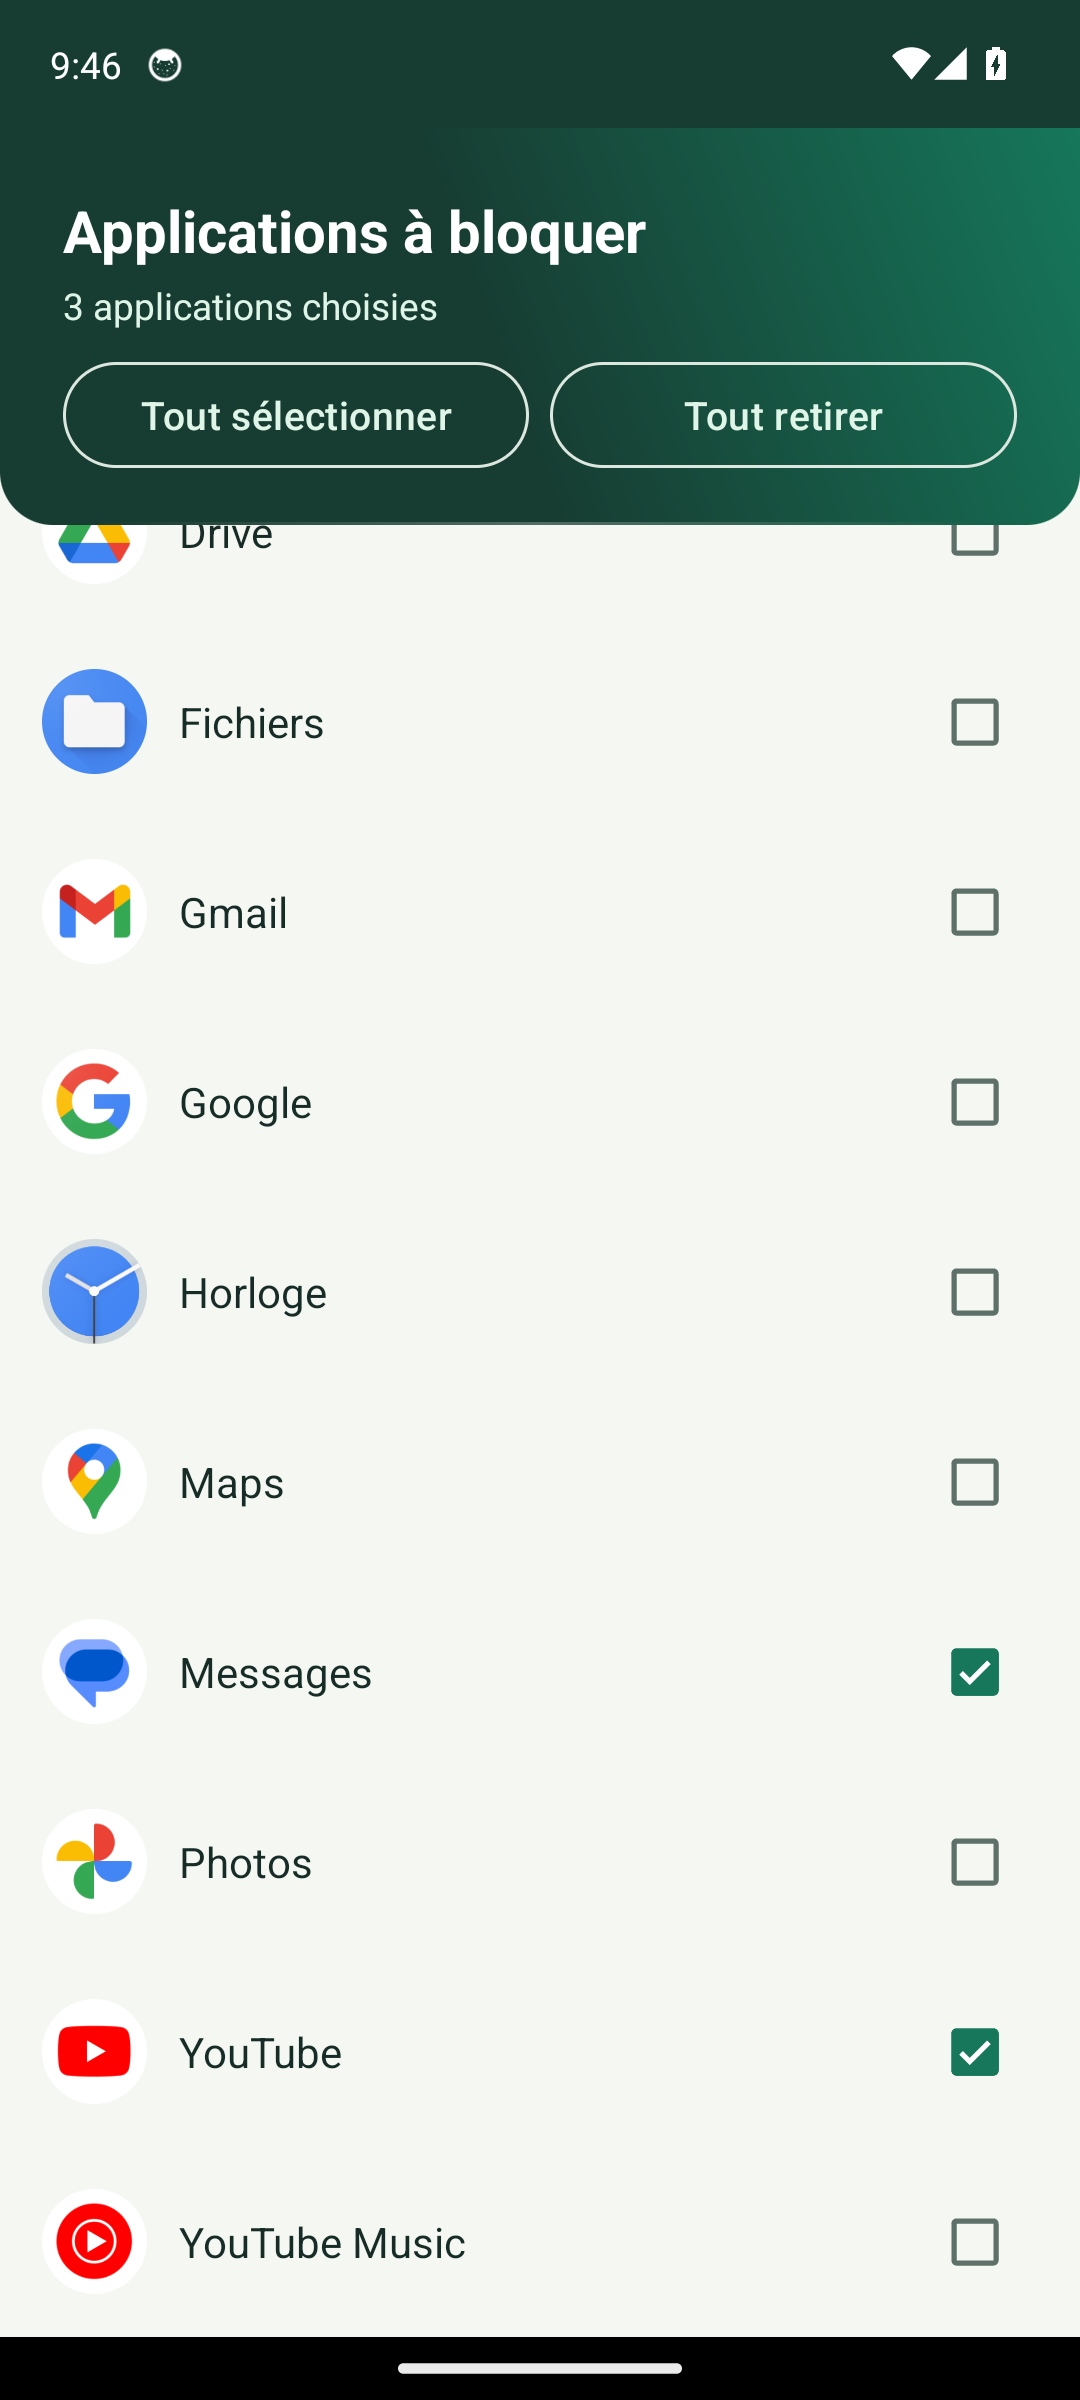 9:46
Applications à bloquer
3 applications choisies
Tout sélectionner
Tout retirer
Drive
Fichiers
Gmail
Google
Horloge
Maps
Messages
Photos
YouTube
YouTube Music